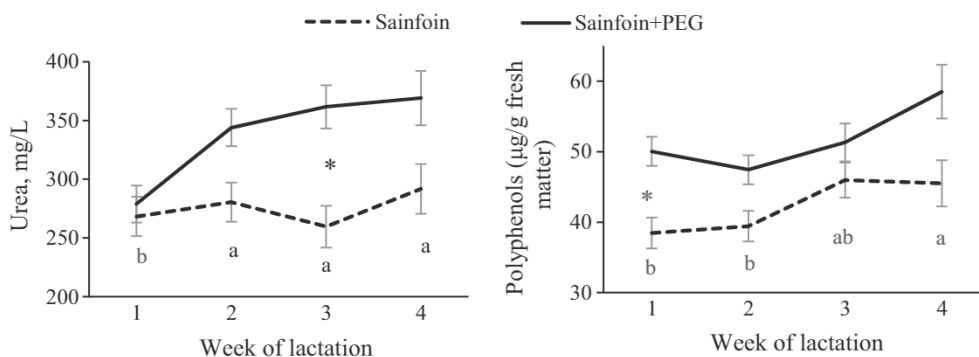 Sainfoin
Sainfoin+PEG
Urea, mg/L
400
350
300
250
200
*
b
a
a
a
1 2 3 4
Week of lactation
Polyphenols (µg/g fresh
matter)
60
50
40
30
*
b
b
ab
a
1 2 3 4
Week of lactation